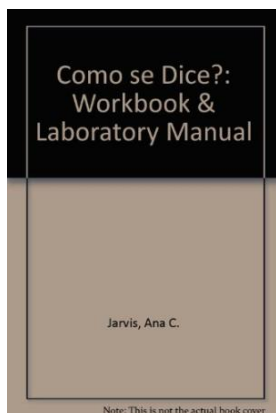 Como se Dice?:
Workbook &
Laboratory Manual
Jarvis, Ana C.
Note: This is not the actual book cover